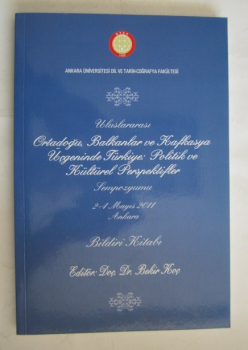 ANKARA ÜNİVERSİTESİ DİL VE TARİH-COĞRAFYA FAKÜLTESİ
Uluslararası
Ortadoğu, Balkanlar ve Kafkasya
Üçgeninde Türkiye: Politik ve
Kültürel Perspektifler
Sempozyumu
2-4 Mayıs 2011
Ankara
Bildiri Kitabı
Editör: Doç. Dr. Bekir Koç